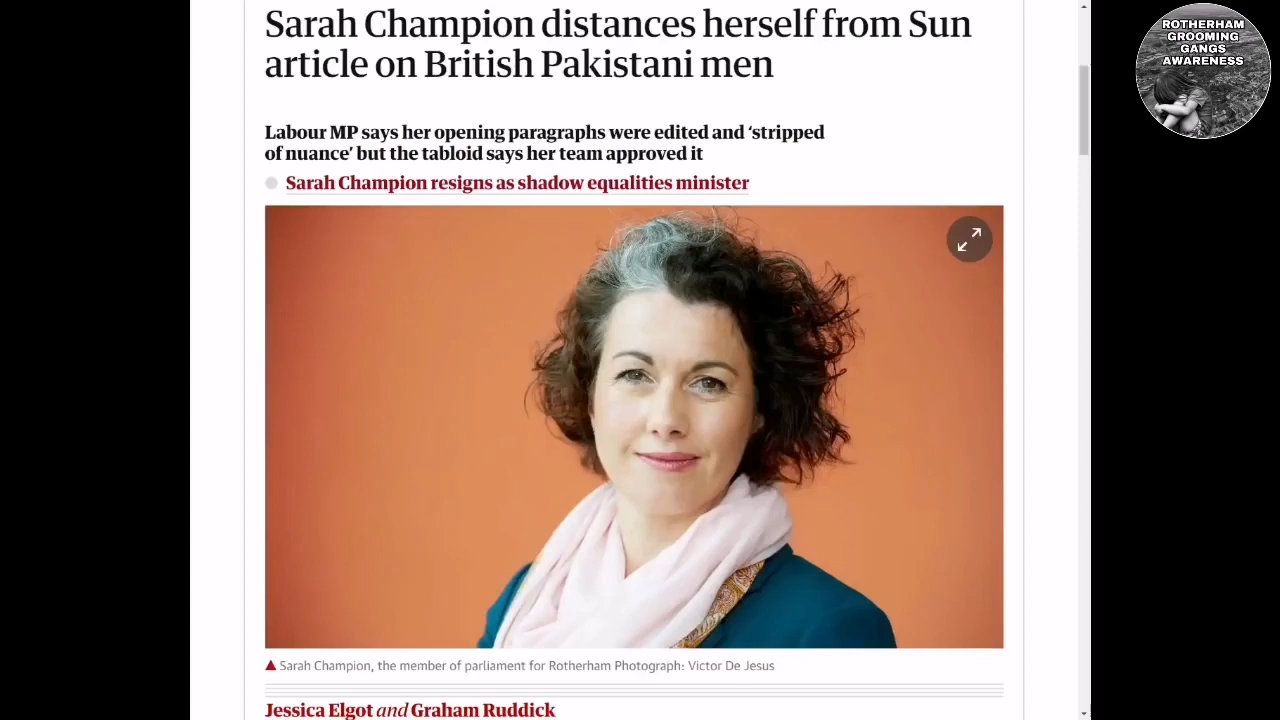 Sarah Champion distances herself from Sun
article on British Pakistani men
Labour MP says her opening paragraphs were edited and ‘stripped
of nuance’ but the tabloid says her team approved it
Sarah Champion resigns as shadow equalities minister
Sarah Champion, the member of parliament for Rotherham Photograph: Victor De Jesus
Jessica Elgot and Graham Ruddick
ROTHERHAM
GROOMING
GANGS
AWARENESS